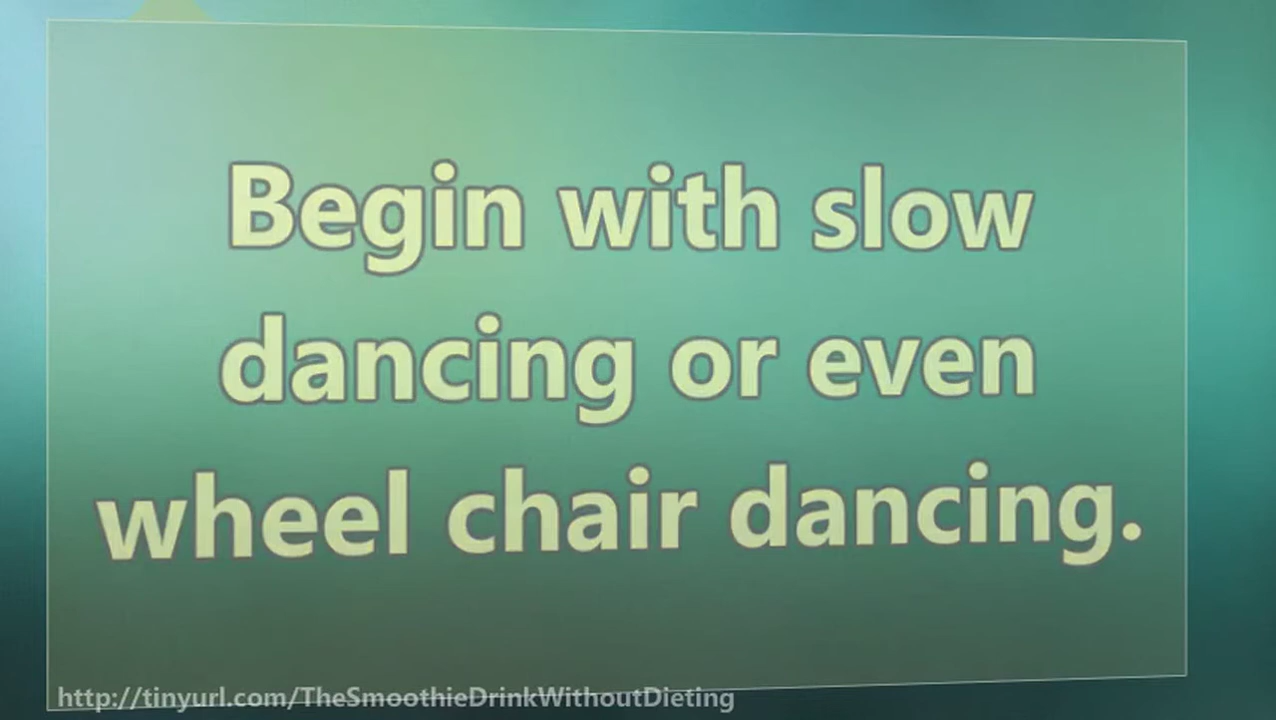 Begin with slow
dancing or even
wheel chair dancing.
http://tinyurl.com/TheSmoothieDrinkWithoutDieting